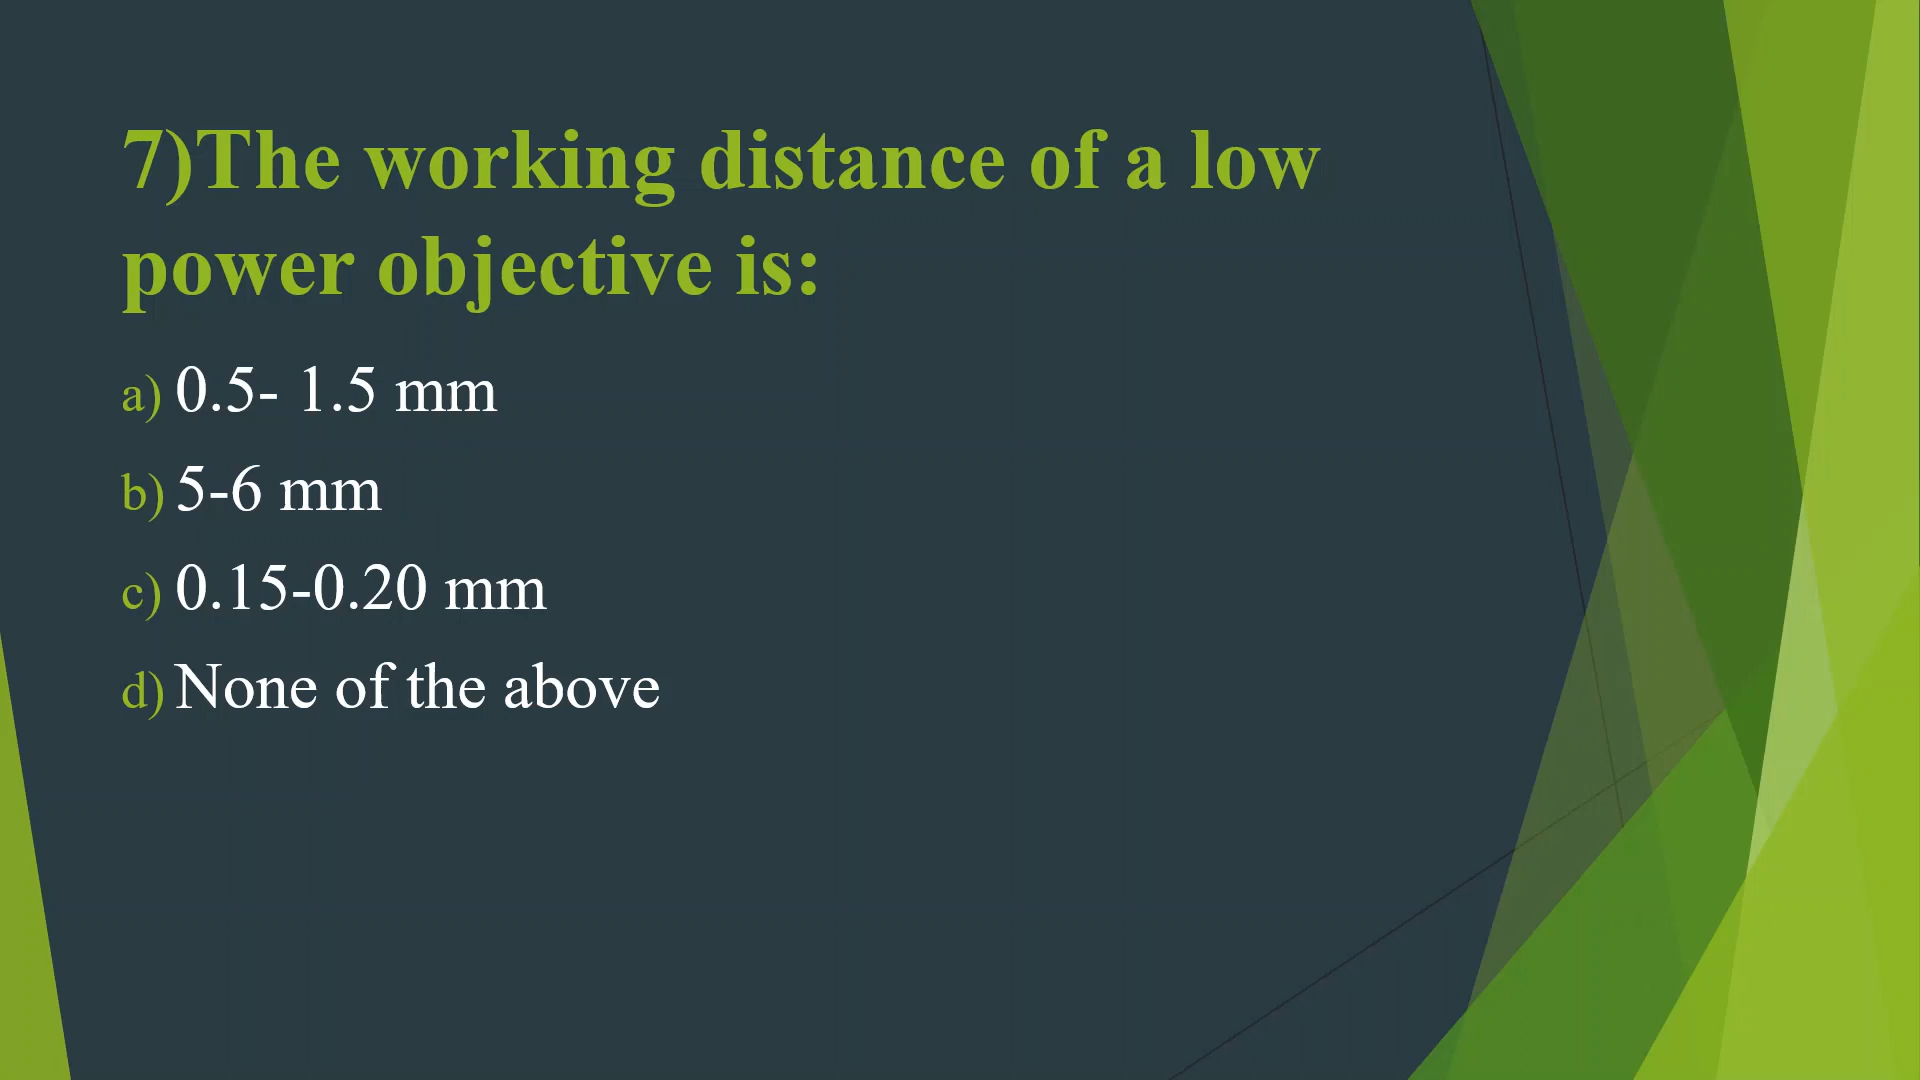 7)The working distance of a low
power objective is:
a) 0.5- 1.5 mm
b) 5-6 mm
c) 0.15-0.20 mm
d) None of the above